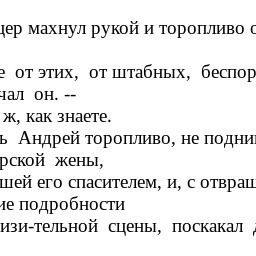 цер махнул рукой и торопливо
е от этих, от штабных, беспор
чал он. --
ж, как знаете.
ь Андрей торопливо, не подни
рской жены,
шей его спасителем, и, с отвращ
ие подробности
изи-тельной сцены, поскакал